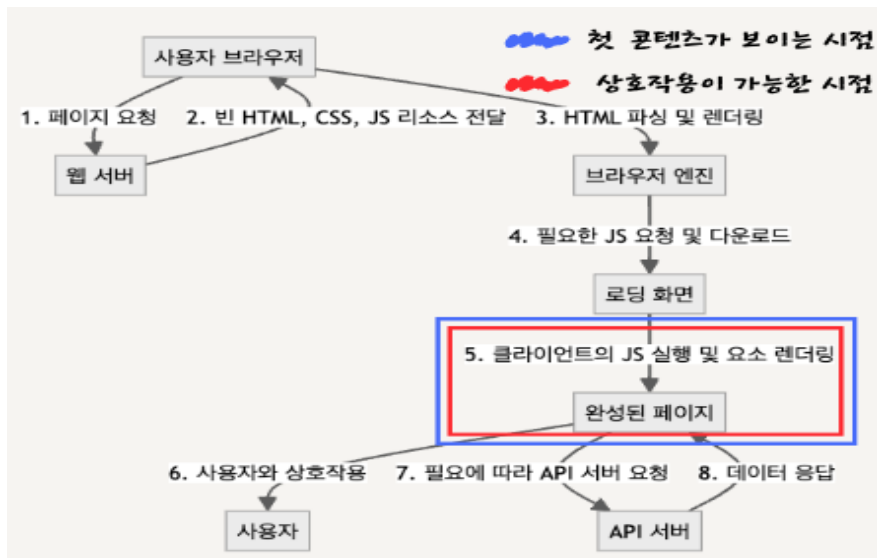 첫 콘텐츠가 보이는 시점
사용자 브라우저
상호작용이 가능한 시점
1. 페이지 요청
2. 빈 HTML, CSS, JS 리소스 전달
3. HTML 파싱 및 렌더링
웹 서버
브라우저 엔진
4. 필요한 JS 요청 및 다운로드
로딩 화면
5. 클라이언트의 JS 실행 및 요소 렌더링
완성된 페이지
6. 사용자와 상호작용
7. 필요에 따라 API 서버 요청
8. 데이터 응답
사용자
API 서버